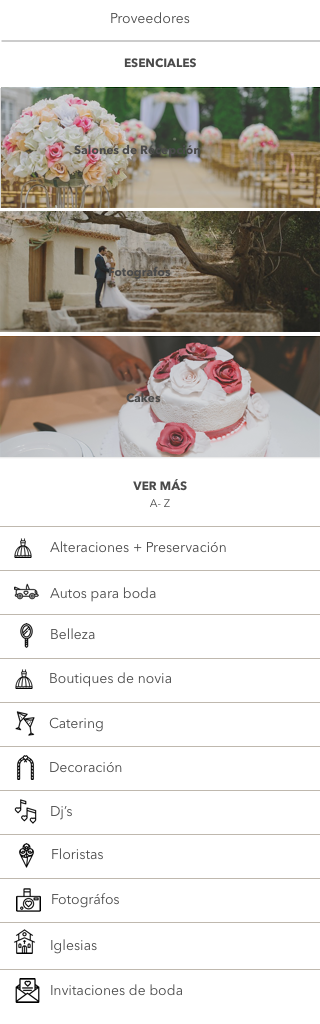 Proveedores
ESENCIALES
Salones de Recepción
Fotografos
Cakes
VER MÁS
A- Z
Alteraciones + Preservación
Autos para boda
Belleza
Boutiques de novia
Catering
Decoración
Dj's
Floristas
Fotográfos
Iglesias
Invitaciones de boda